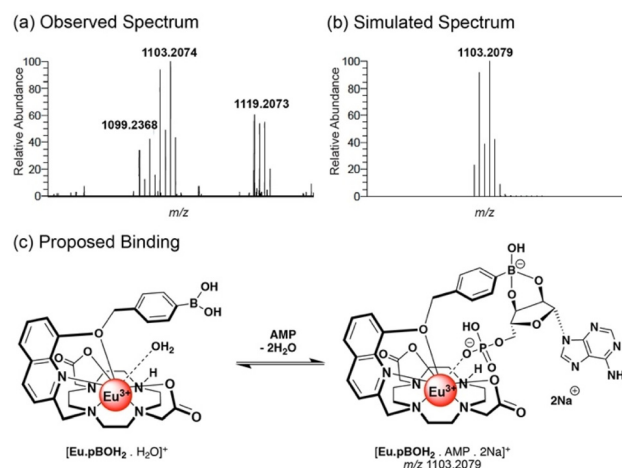 (a) Observed Spectrum
(b) Simulated Spectrum
1103.2074
1099.2368
1119.2073
Relative Abundance
100
80
60
40
20
0
m/z
1103.2079
Relative Abundance
100
80
60
40
20
0
m/z
(c) Proposed Binding
OH
B
OH
O
OH2
O
O
N
H
N
N
Eu3+
N
N
O
O
[Eu.pBOH2 . H2O]+
AMP
- 2H2O
OH
B ⊖
O
O
O
HO
⊖
P
O
O
O
N
N
N
N
NH2
O
O
N
H
N
N
Eu3+
N
N
O
O
2Na⊕
[Eu.pBOH2 . AMP . 2Na]+
m/z 1103.2079